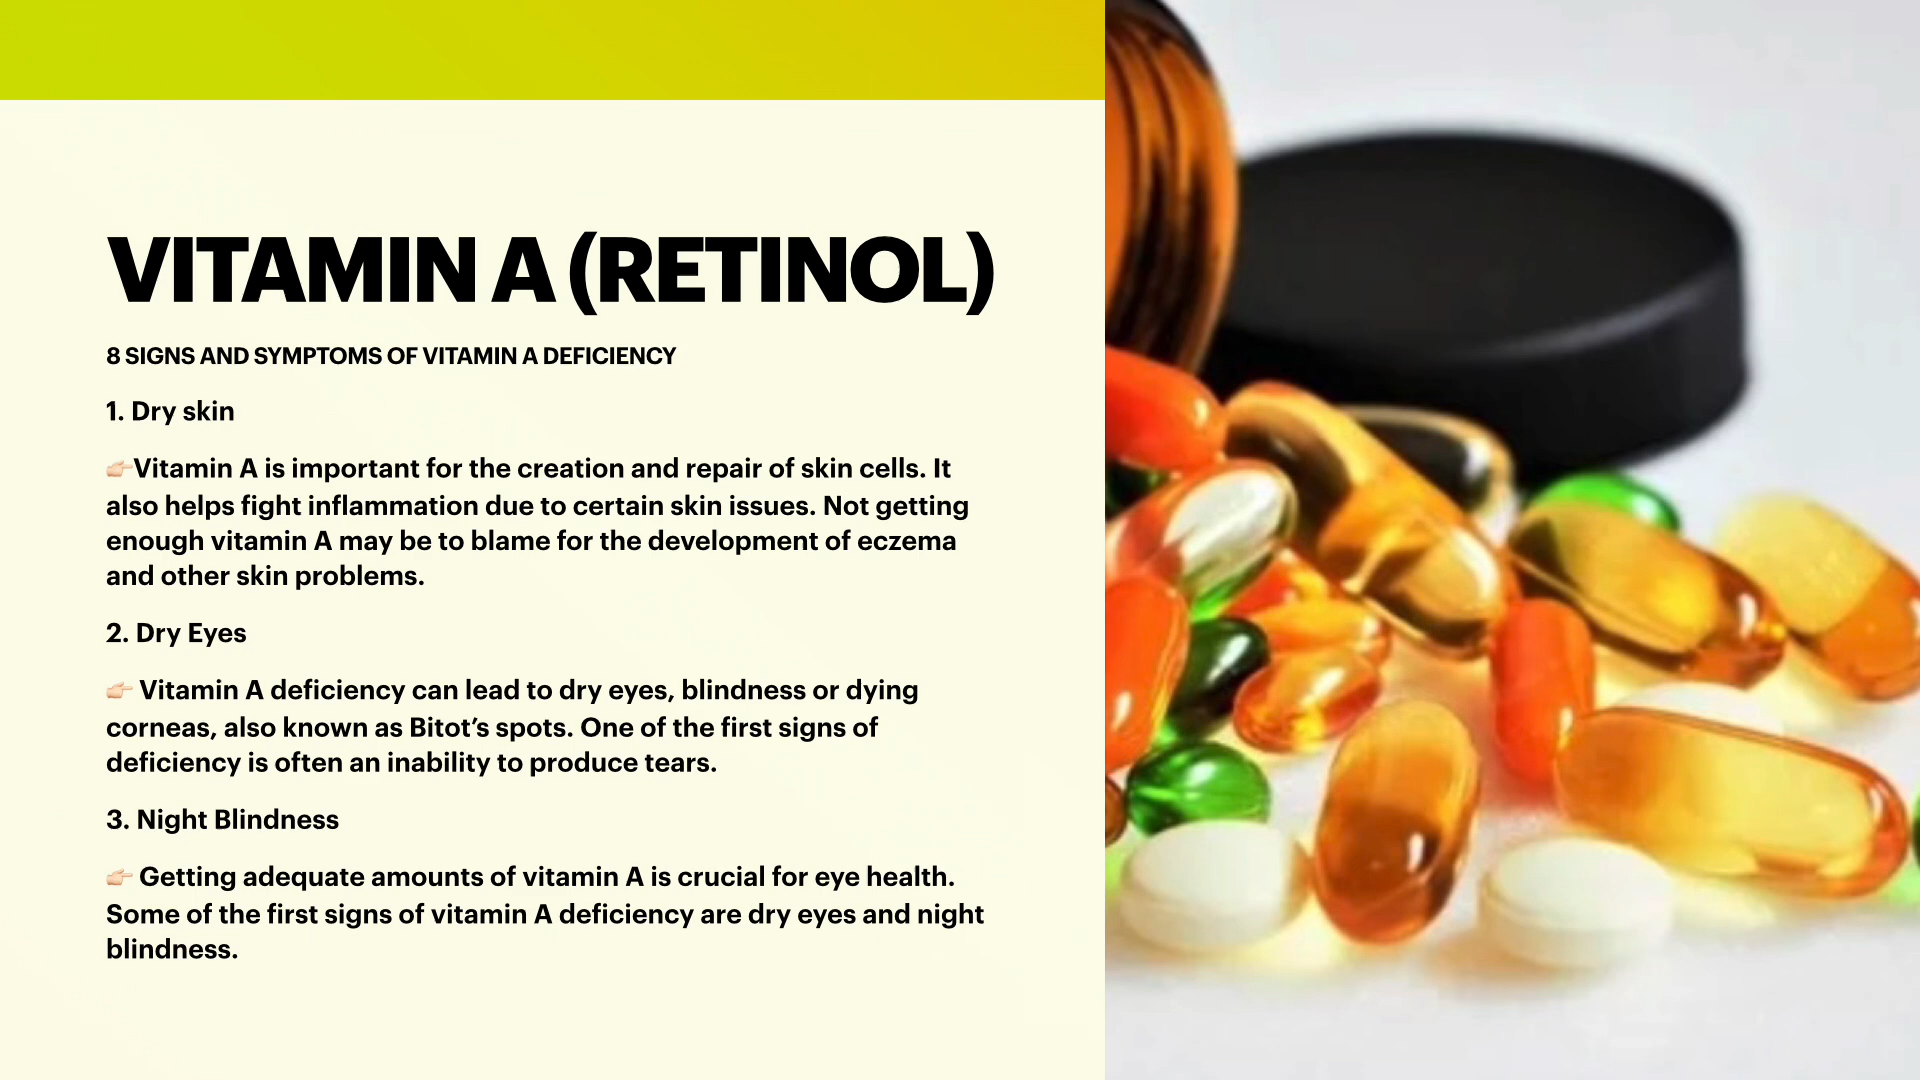 VITAMIN A (RETINOL)
8 SIGNS AND SYMPTOMS OF VITAMIN A DEFICIENCY
1. Dry skin
👉🏻Vitamin A is important for the creation and repair of skin cells. It
also helps fight inflammation due to certain skin issues. Not getting
enough vitamin A may be to blame for the development of eczema
and other skin problems.
2. Dry Eyes
👉🏻 Vitamin A deficiency can lead to dry eyes, blindness or dying
corneas, also known as Bitot’s spots. One of the first signs of
deficiency is often an inability to produce tears.
3. Night Blindness
👉🏻 Getting adequate amounts of vitamin A is crucial for eye health.
Some of the first signs of vitamin A deficiency are dry eyes and night
blindness.